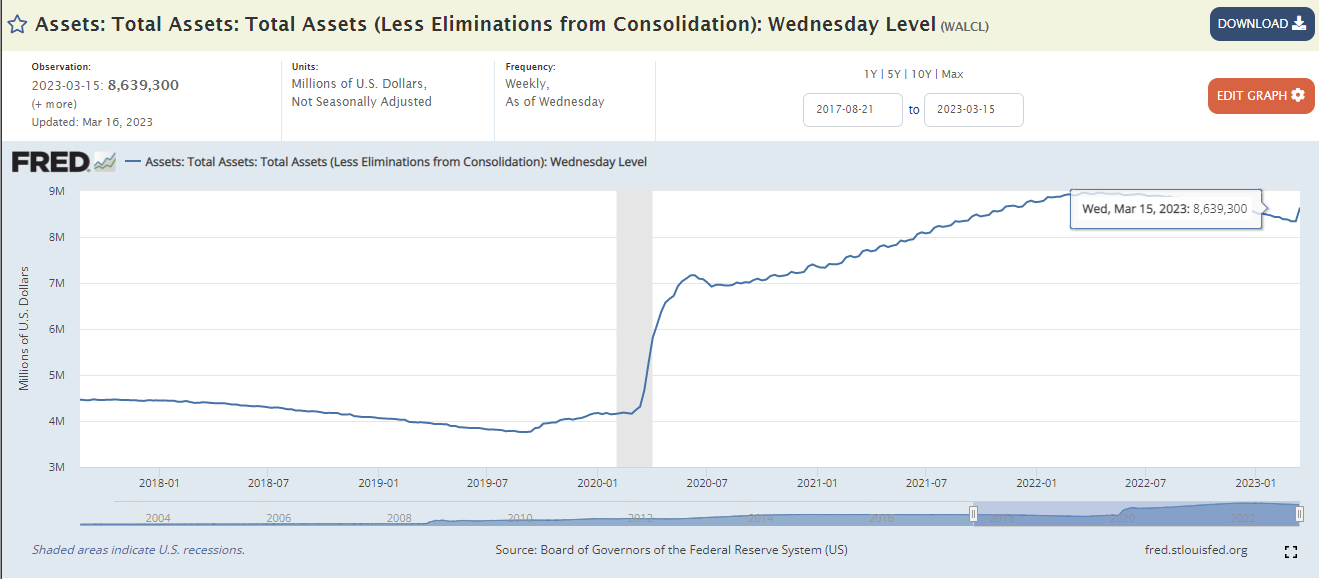 Assets: Total Assets: Total Assets (Less Eliminations from Consolidation): Wednesday Level (WALCL)
DOWNLOAD
Observation:
2023-03-15: 8,639,300
(+ more)
Updated: Mar 16, 2023
Units:
Millions of U.S. Dollars,
Not Seasonally Adjusted
Frequency:
Weekly,
As of Wednesday
1Y | 5Y | 10Y | Max
2017-08-21 to 2023-03-15
EDIT GRAPH
FRED
Assets: Total Assets: Total Assets (Less Eliminations from Consolidation): Wednesday Level
Millions of U.S. Dollars
9M
8M
7M
6M
5M
4M
3M
Wed, Mar 15, 2023: 8,639,300
2018-01 2018-07 2019-01 2019-07 2020-01 2020-07 2021-01 2021-07 2022-01 2022-07 2023-01
2004 2006 2008 2010 2012 2014 2016 2018 2020 2022
Shaded areas indicate U.S. recessions.
Source: Board of Governors of the Federal Reserve System (US)
fred.stlouisfed.org